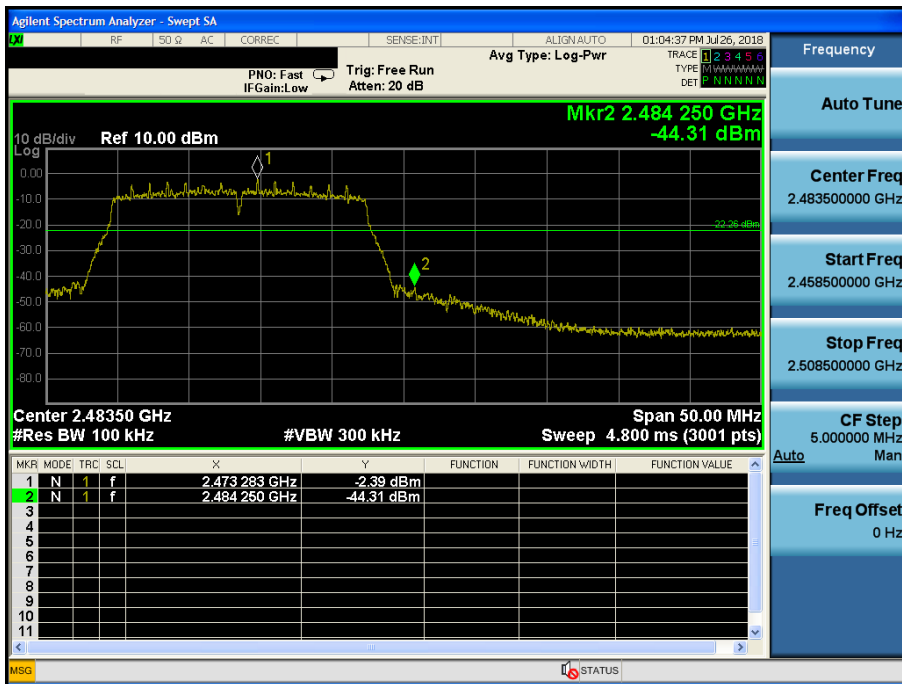 Agilent Spectrum Analyzer - Swept SA
LXI RF 50 Ω AC CORREC SENSE:INT ALIGN AUTO 01:04:37 PM Jul 26, 2018
Avg Type: Log-Pwr TRACE 1 2 3 4 5 6
PNO: Fast Trig: Free Run TYPE M WWWWW
IFGain:Low Atten: 20 dB DET P N N N N N
Mkr2 2.484 250 GHz
10 dB/div Ref 10.00 dBm -44.31 dBm
Log
1
0.00
-10.0
-20.0
-22.26 dBm
-30.0
2
-40.0
-50.0
-60.0
-70.0
-80.0
Center 2.48350 GHz Span 50.00 MHz
#Res BW 100 kHz #VBW 300 kHz Sweep 4.800 ms (3001 pts)
MKR MODE TRC SCL X Y FUNCTION FUNCTION WIDTH FUNCTION VALUE
1 N 1 f 2.473 283 GHz -2.39 dBm
2 N 1 f 2.484 250 GHz -44.31 dBm
3
4
5
6
7
8
9
10
11
MSG STATUS
Frequency
Auto Tune
Center Freq
2.483500000 GHz
Start Freq
2.458500000 GHz
Stop Freq
2.508500000 GHz
CF Step
5.000000 MHz
Auto Man
Freq Offset
0 Hz